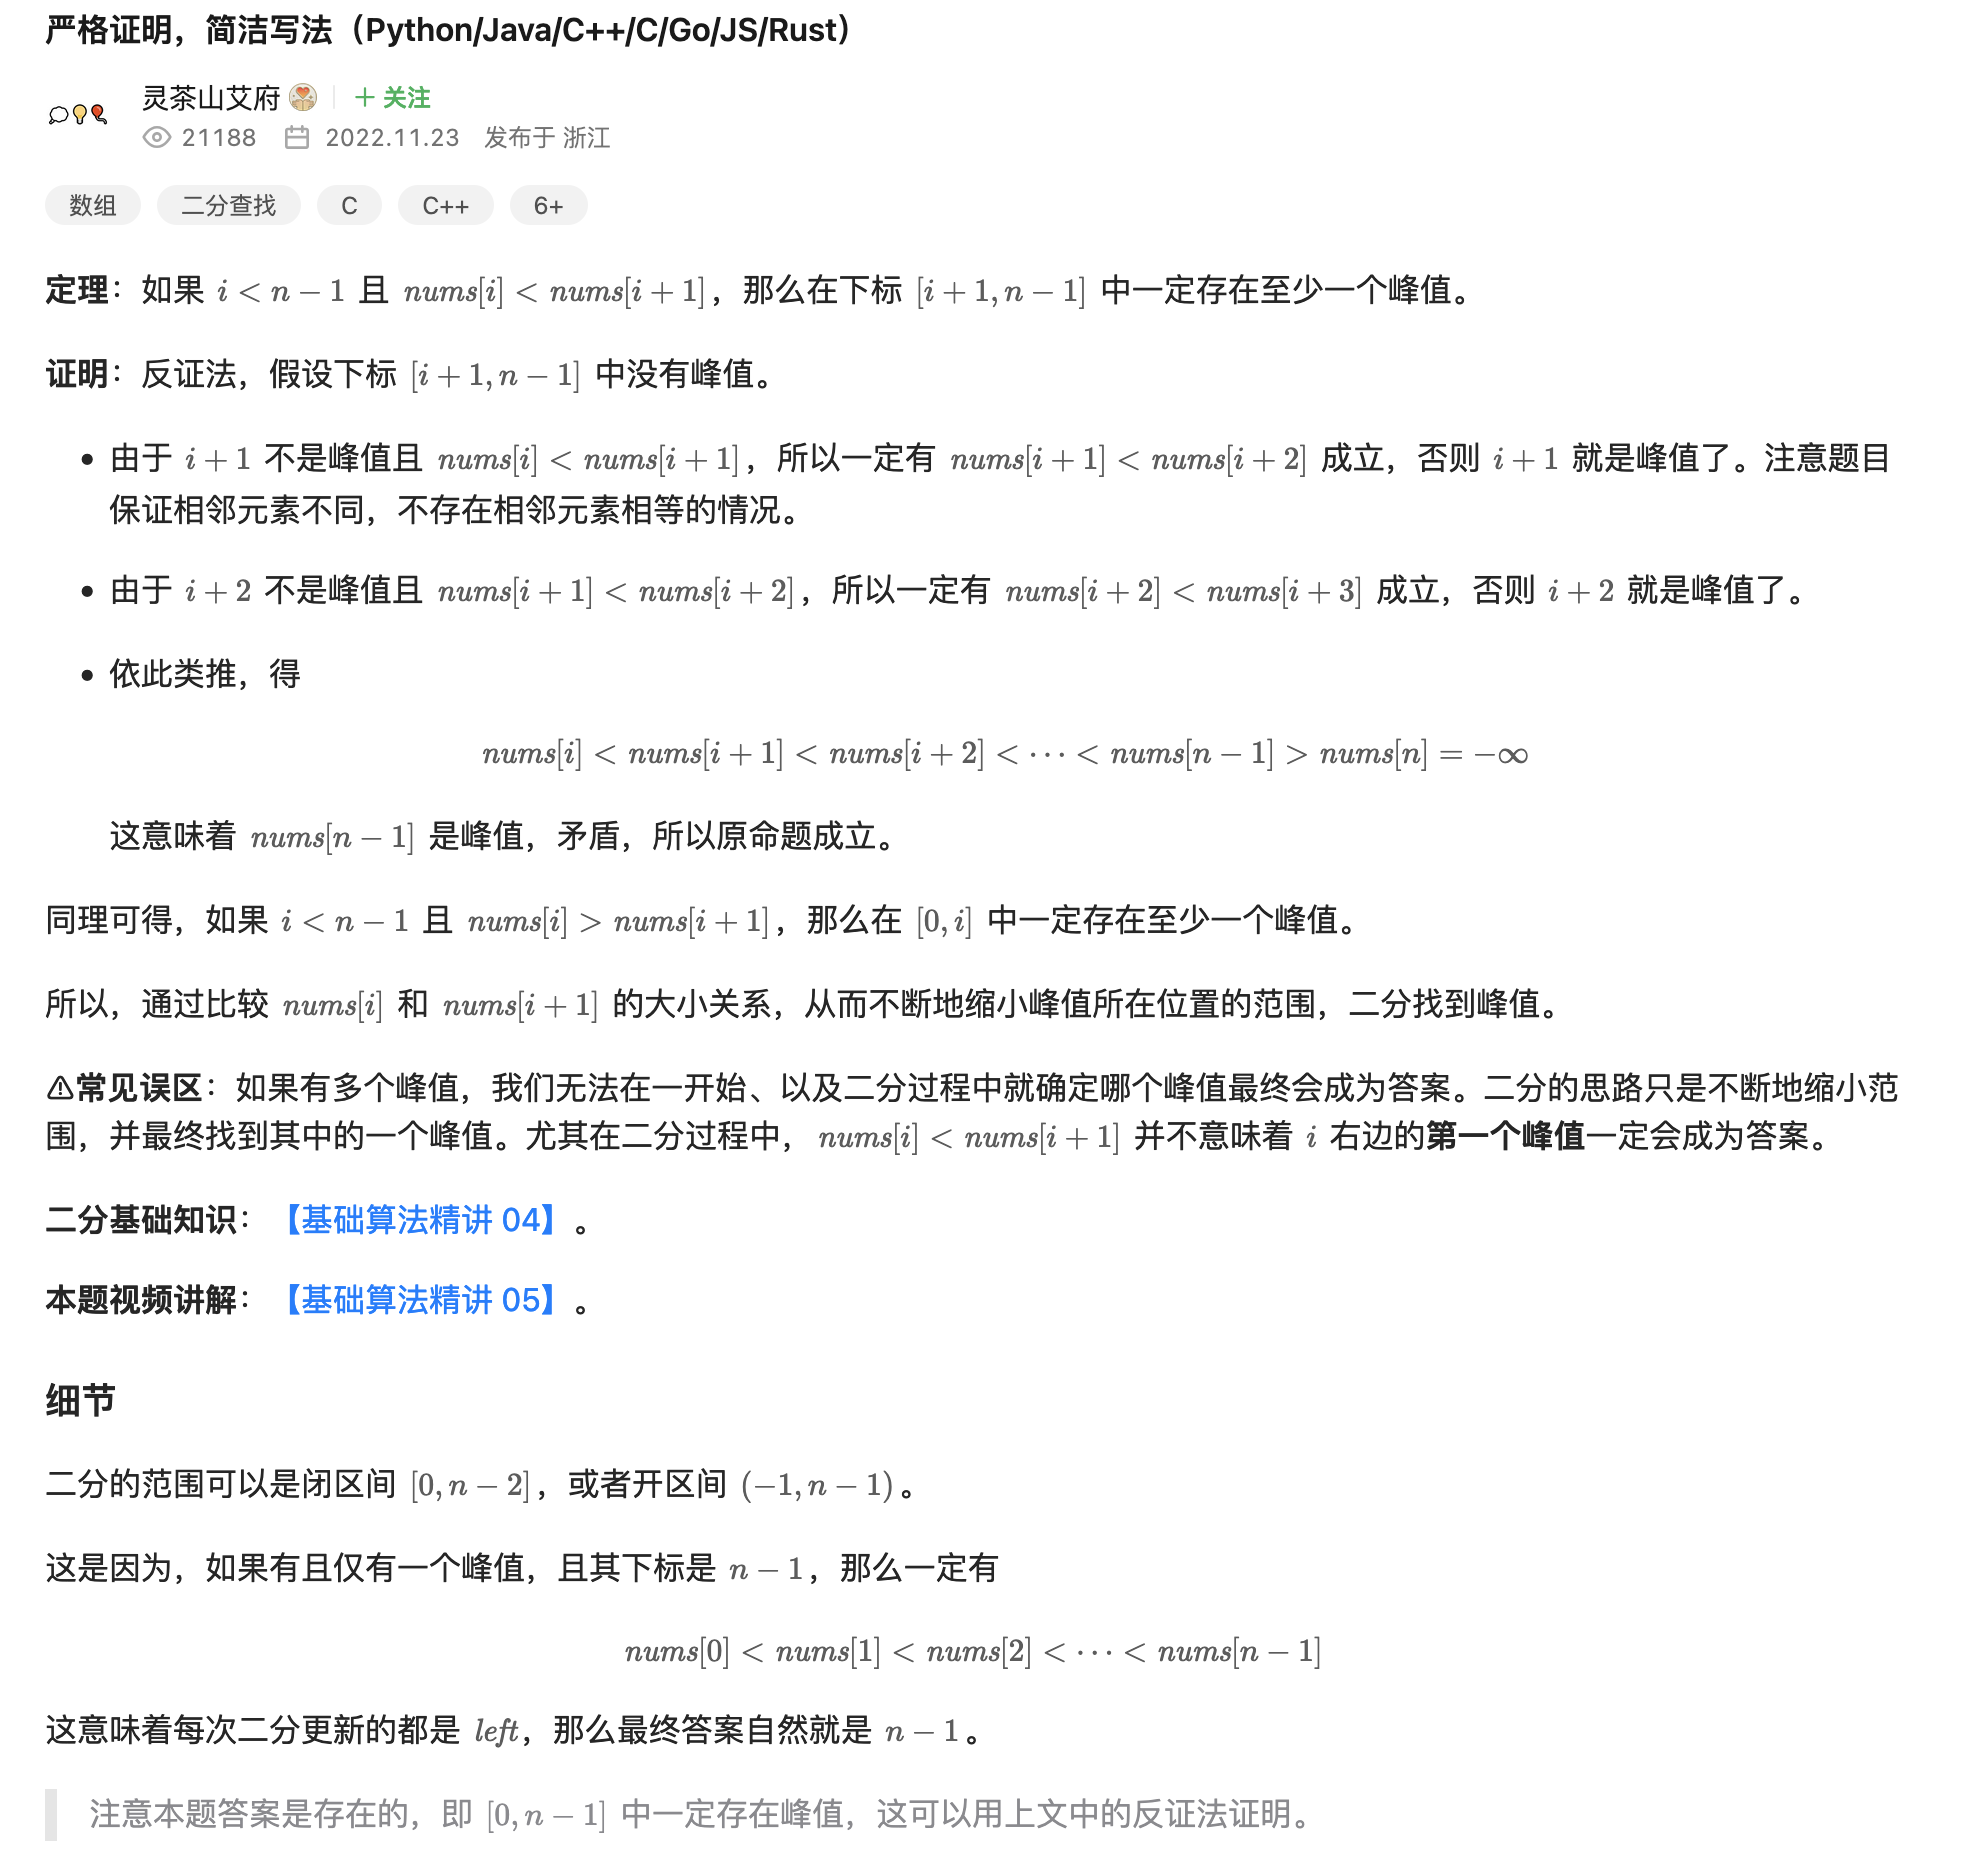 严格证明，简洁写法（Python/Java/C++/C/Go/JS/Rust）
灵茶山艾府 + 关注
21188 2022.11.23 发布于 浙江
数组 二分查找 C C++ 6+
定理：如果 i < n − 1 且 nums[i] < nums[i + 1]，那么在下标 [i + 1, n − 1] 中一定存在至少一个峰值。
证明：反证法，假设下标 [i + 1, n − 1] 中没有峰值。
• 由于 i + 1 不是峰值且 nums[i] < nums[i + 1]，所以一定有 nums[i + 1] < nums[i + 2] 成立，否则 i + 1 就是峰值了。注意题目
保证相邻元素不同，不存在相邻元素相等的情况。
• 由于 i + 2 不是峰值且 nums[i + 1] < nums[i + 2]，所以一定有 nums[i + 2] < nums[i + 3] 成立，否则 i + 2 就是峰值了。
• 依此类推，得
nums[i] < nums[i + 1] < nums[i + 2] < ⋯ < nums[n − 1] > nums[n] = −∞
这意味着 nums[n − 1] 是峰值，矛盾，所以原命题成立。
同理可得，如果 i < n − 1 且 nums[i] > nums[i + 1]，那么在 [0, i] 中一定存在至少一个峰值。
所以，通过比较 nums[i] 和 nums[i + 1] 的大小关系，从而不断地缩小峰值所在位置的范围，二分找到峰值。
⚠常见误区：如果有多个峰值，我们无法在一开始、以及二分过程中就确定哪个峰值最终会成为答案。二分的思路只是不断地缩小范
围，并最终找到其中的一个峰值。尤其在二分过程中，nums[i] < nums[i + 1] 并不意味着 i 右边的第一个峰值一定会成为答案。
二分基础知识：【基础算法精讲 04】。
本题视频讲解：【基础算法精讲 05】。
细节
二分的范围可以是闭区间 [0, n − 2]，或者开区间 (−1, n − 1)。
这是因为，如果有且仅有一个峰值，且其下标是 n − 1，那么一定有
nums[0] < nums[1] < nums[2] < ⋯ < nums[n − 1]
这意味着每次二分更新的都是 left，那么最终答案自然就是 n − 1。
注意本题答案是存在的，即 [0, n − 1] 中一定存在峰值，这可以用上文中的反证法证明。